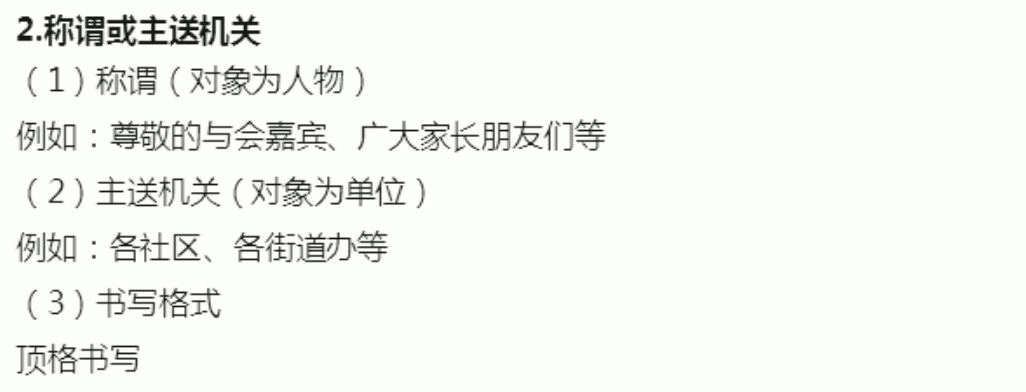 2.称谓或主送机关
（1）称谓（对象为人物）
例如：尊敬的与会嘉宾、广大家长朋友们等
（2）主送机关（对象为单位）
例如：各社区、各街道办等
（3）书写格式
顶格书写